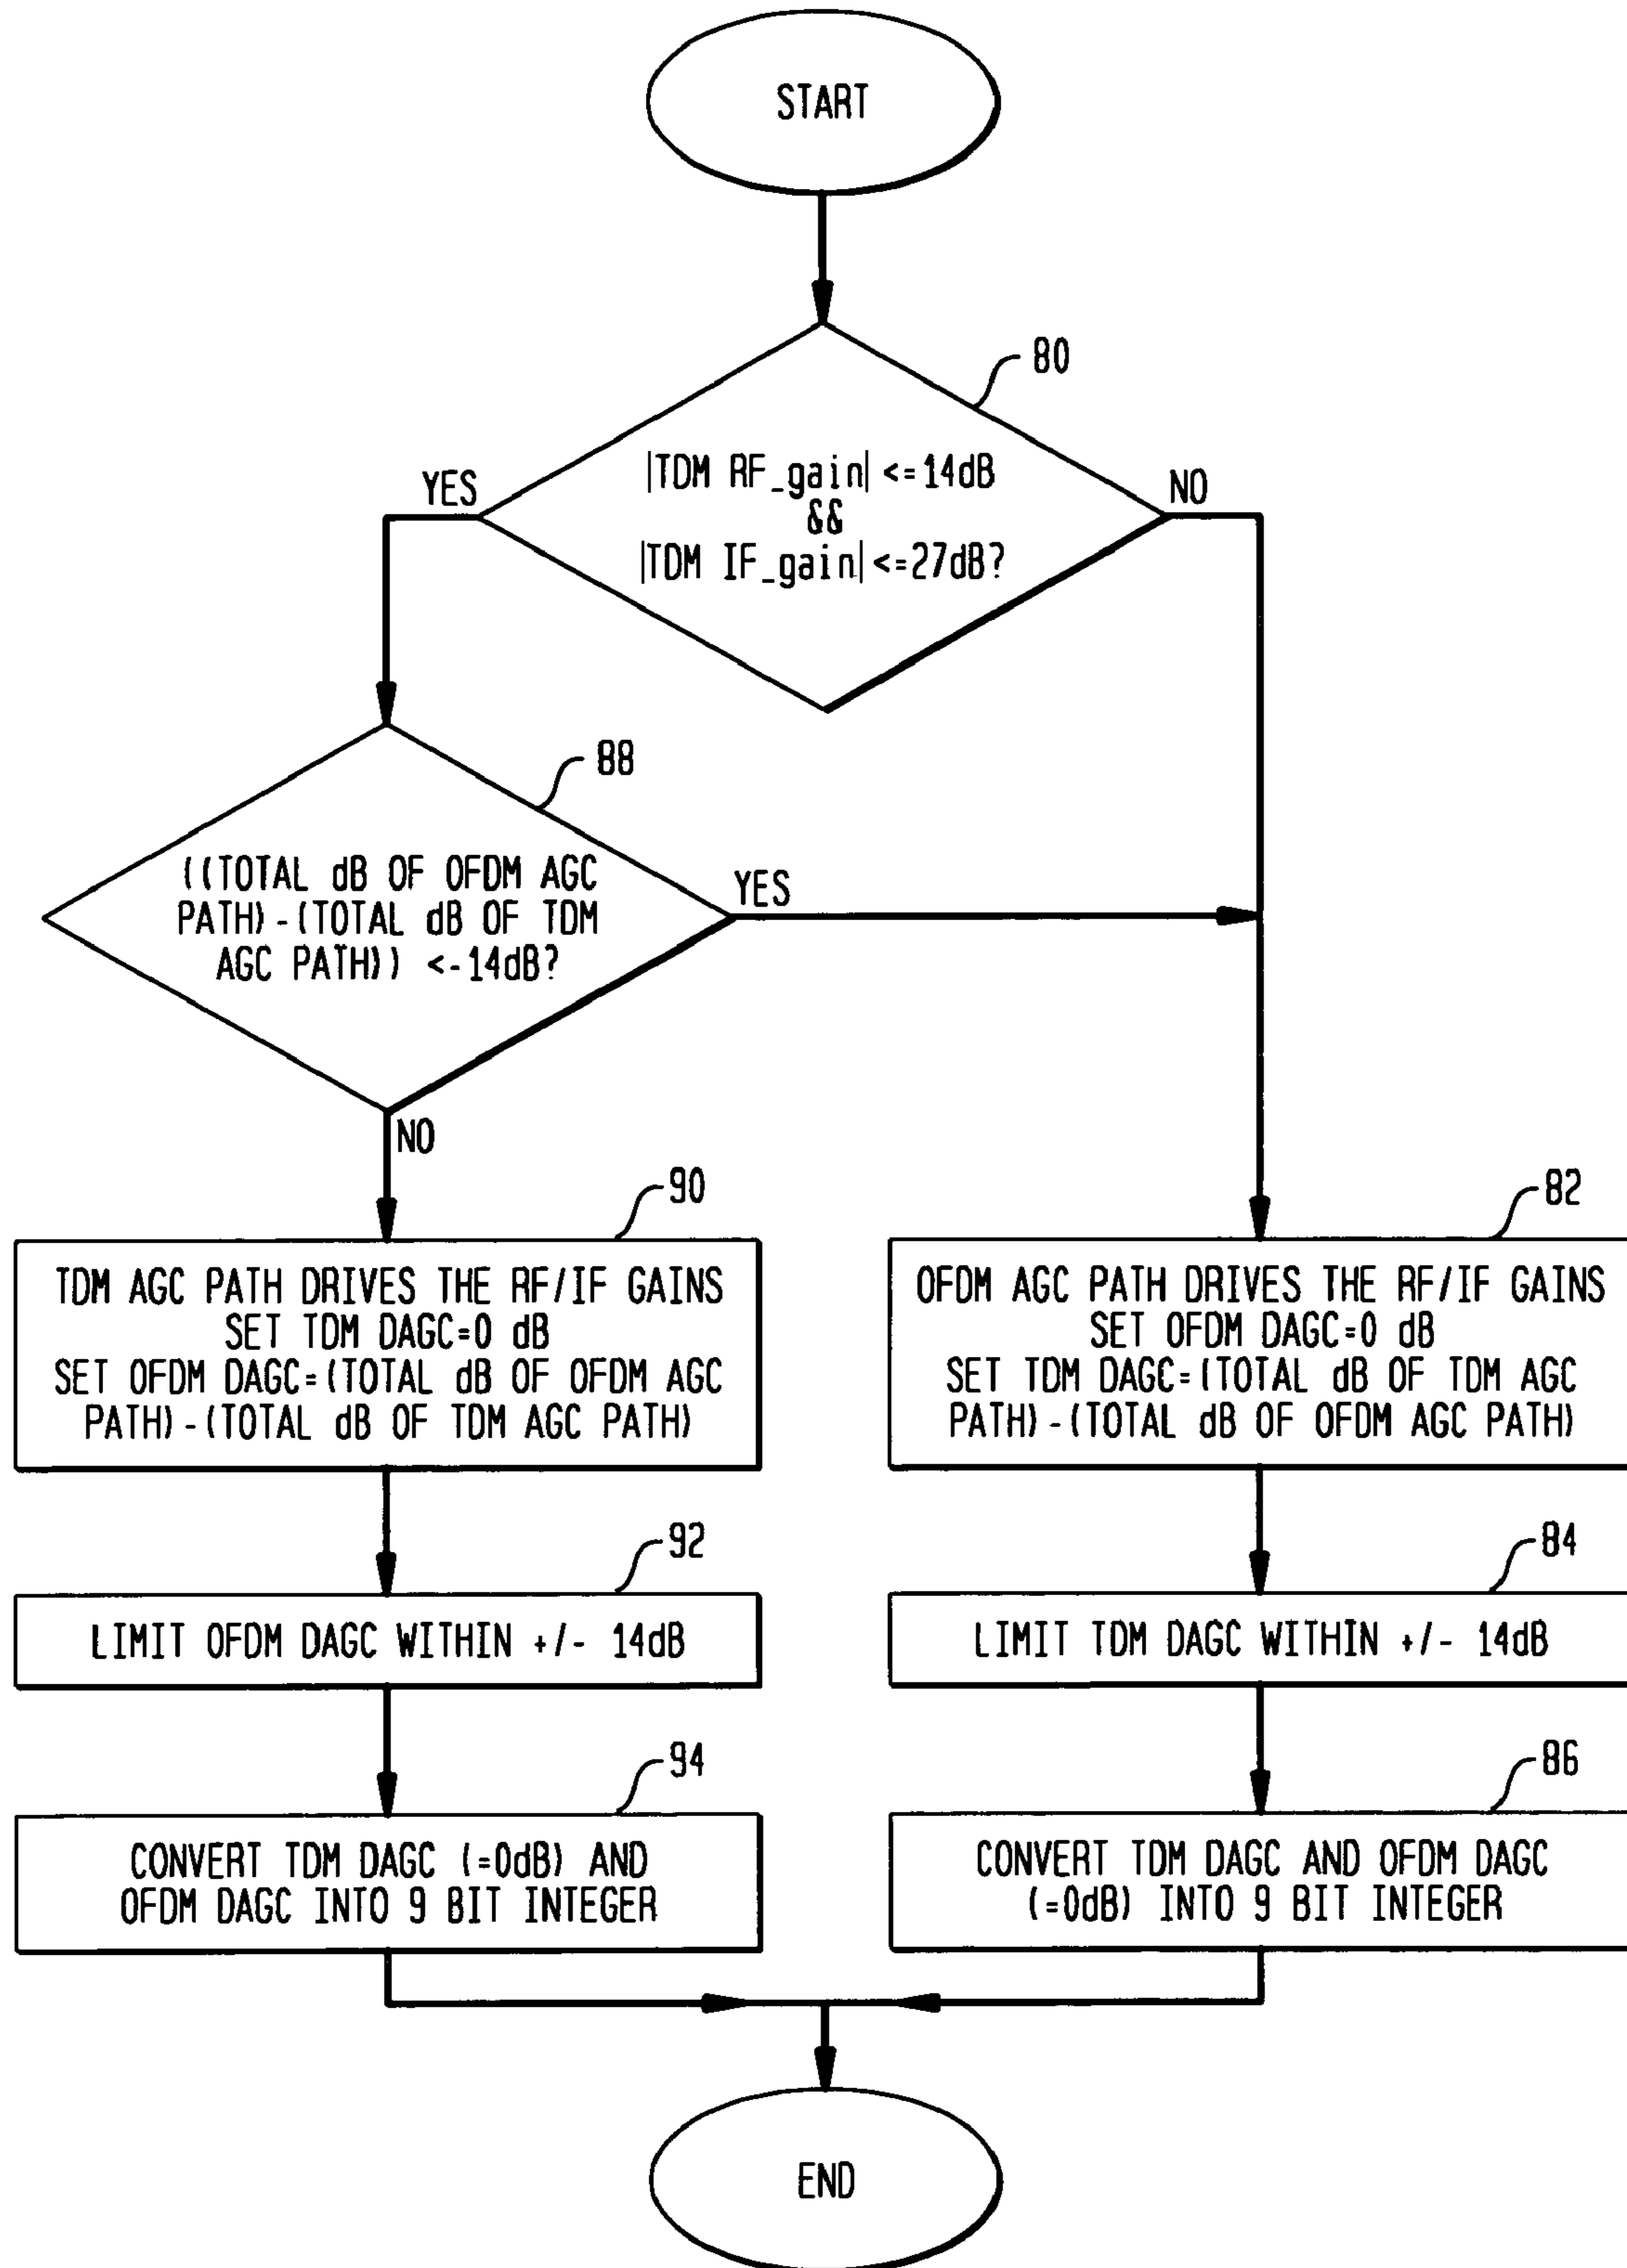 START
80
|TDM RF_gain| <=14dB
&&
|TDM IF_gain| <=27dB?
YES
NO
88
((TOTAL dB OF OFDM AGC
PATH)-(TOTAL dB OF TDM
AGC PATH)) <-14dB?
YES
NO
90
TDM AGC PATH DRIVES THE RF/IF GAINS
SET TDM DAGC=0 dB
SET OFDM DAGC=(TOTAL dB OF OFDM AGC
PATH)-(TOTAL dB OF TDM AGC PATH)
82
OFDM AGC PATH DRIVES THE RF/IF GAINS
SET OFDM DAGC=0 dB
SET TDM DAGC=(TOTAL dB OF TDM AGC
PATH)-(TOTAL dB OF OFDM AGC PATH)
92
LIMIT OFDM DAGC WITHIN +/- 14dB
84
LIMIT TDM DAGC WITHIN +/- 14dB
94
CONVERT TDM DAGC (=0dB) AND
OFDM DAGC INTO 9 BIT INTEGER
86
CONVERT TDM DAGC AND OFDM DAGC
(=0dB) INTO 9 BIT INTEGER
END